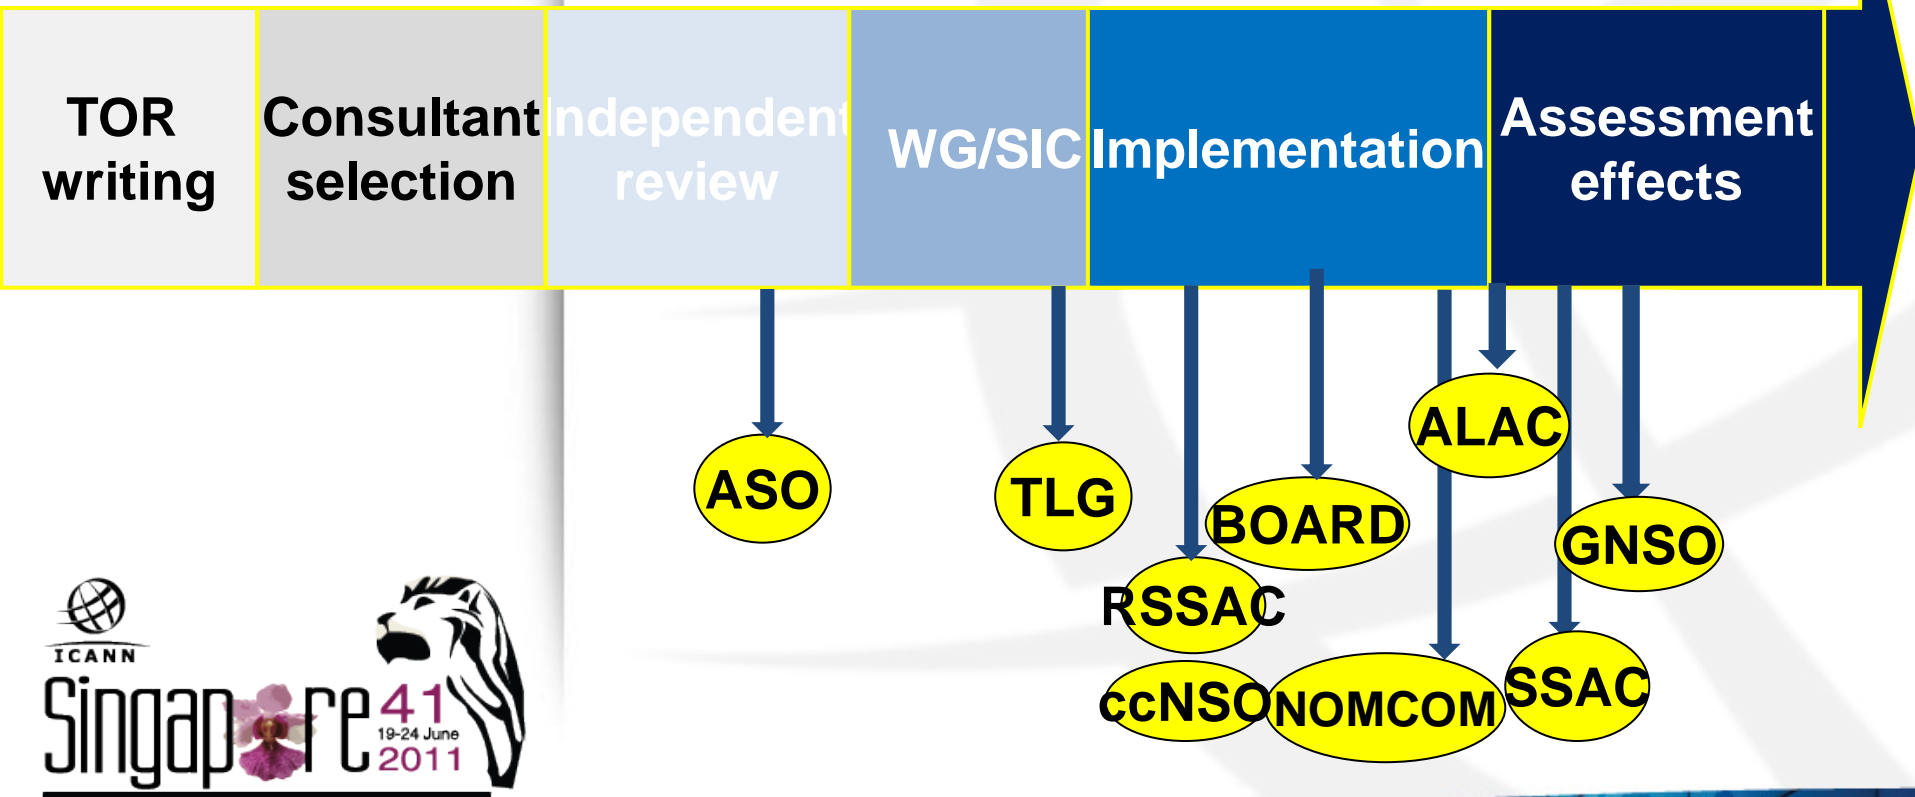 TOR
writing
Consultant
selection
Independent
review
WG/SIC
Implementation
Assessment
effects
ALAC
ASO
TLG
BOARD
GNSO
RSSAC
ccNSO
NOMCOM
SSAC
ICANN
Singapore
41
19-24 June
2011